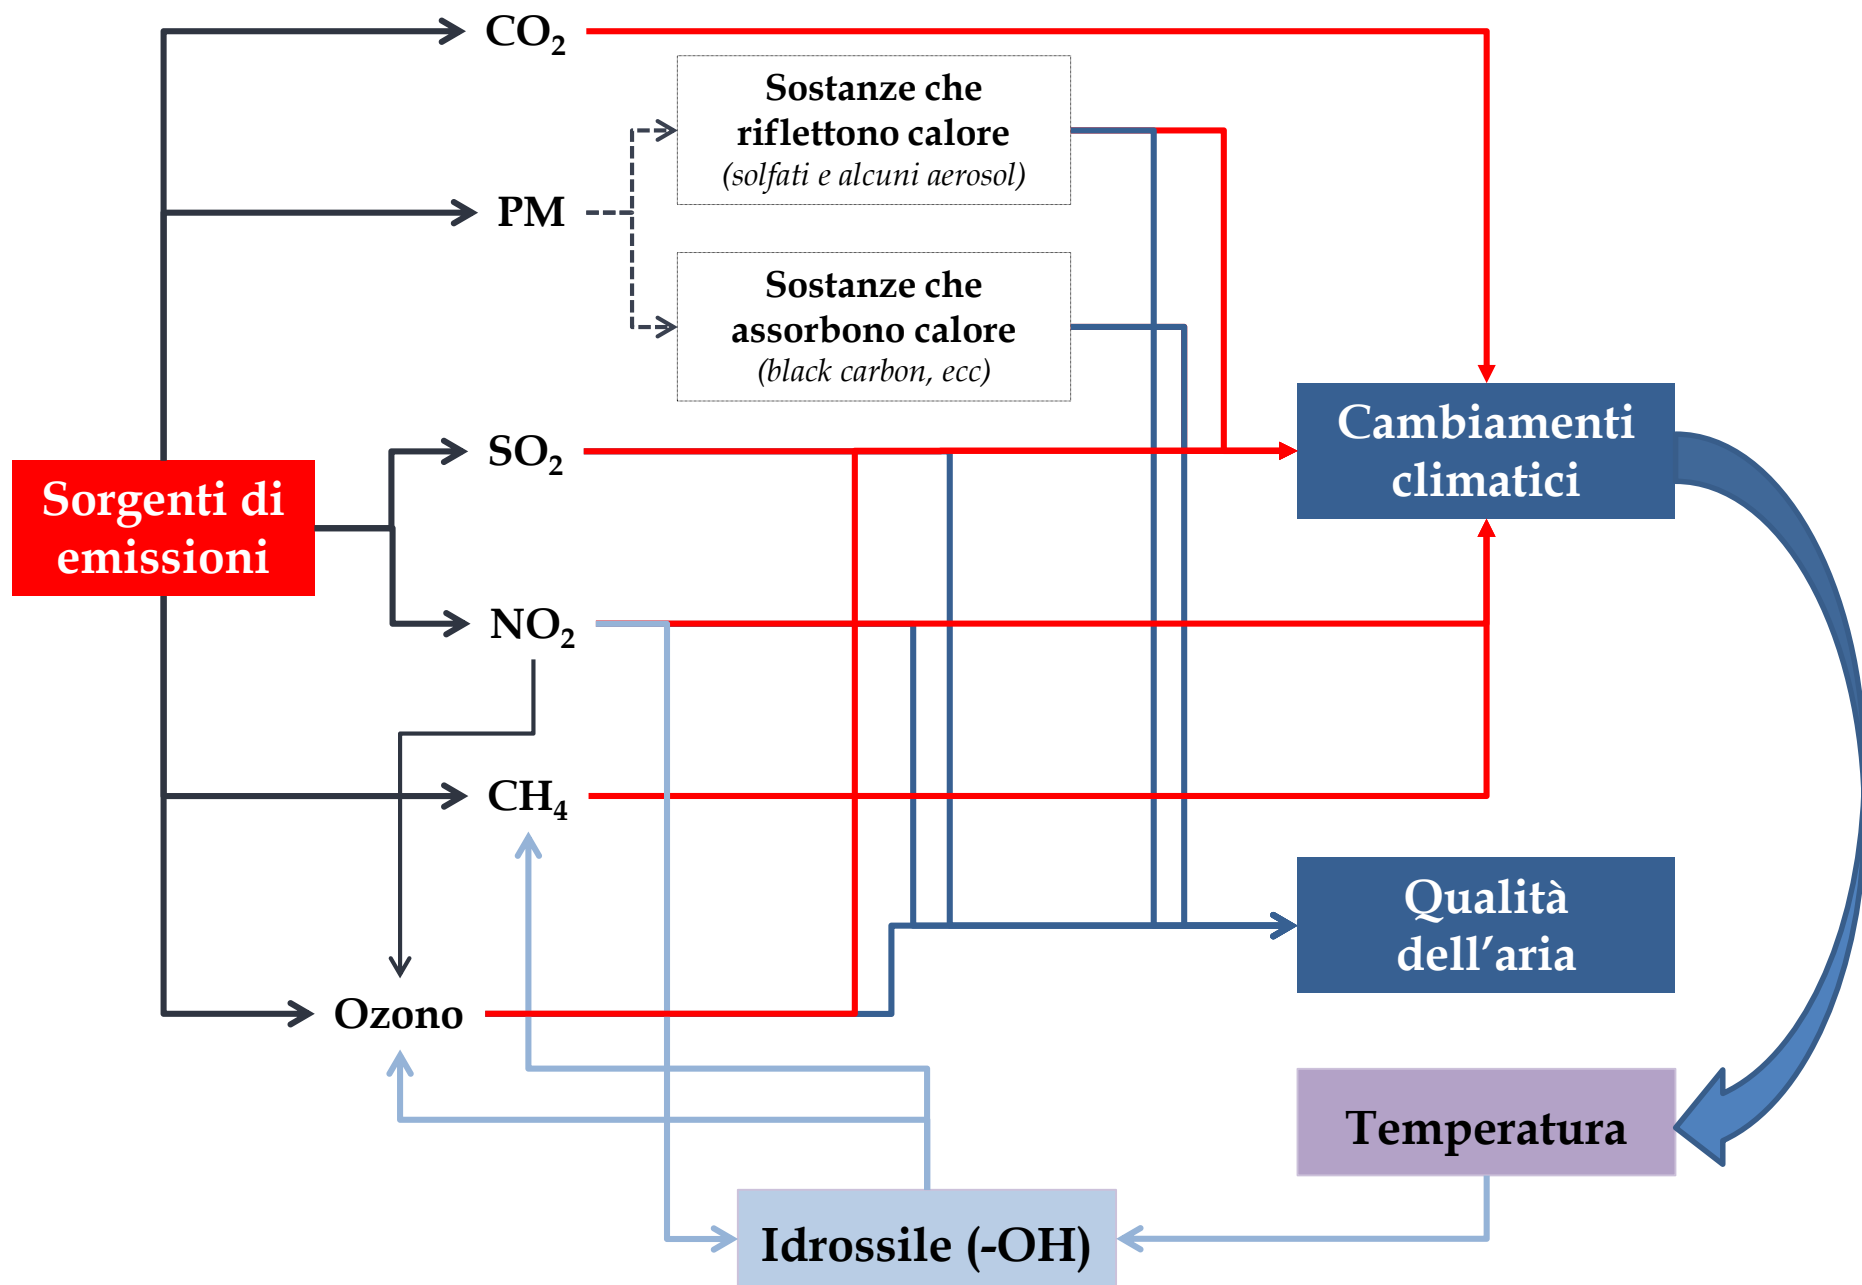 CO₂
Sostanze che
riflettono calore
(solfati e alcuni aerosol)
PM
Sostanze che
assorbono calore
(black carbon, ecc)
Cambiamenti
climatici
SO₂
Sorgenti di
emissioni
NO₂
CH₄
Qualità
dell’aria
Ozono
Temperatura
Idrossile (-OH)